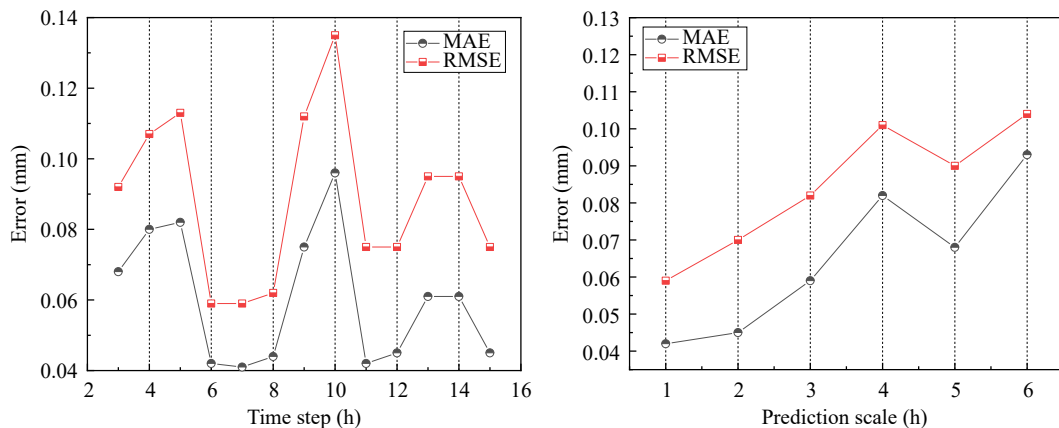 0.14
0.12
0.10
0.08
0.06
0.04
Error (mm)
MAE
RMSE
2 4 6 8 10 12 14 16
Time step (h)
0.13
0.12
0.11
0.10
0.09
0.08
0.07
0.06
0.05
0.04
Error (mm)
MAE
RMSE
1 2 3 4 5 6
Prediction scale (h)